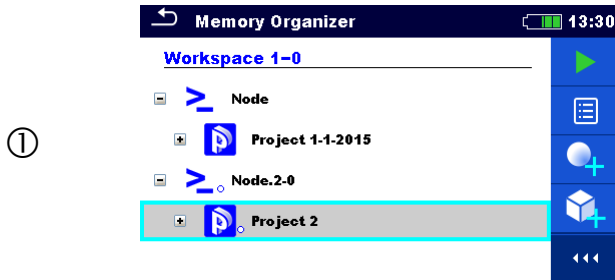 Memory Organizer 13:30
Workspace 1-0
Node
Project 1-1-2015
①
Node.2-0
Project 2